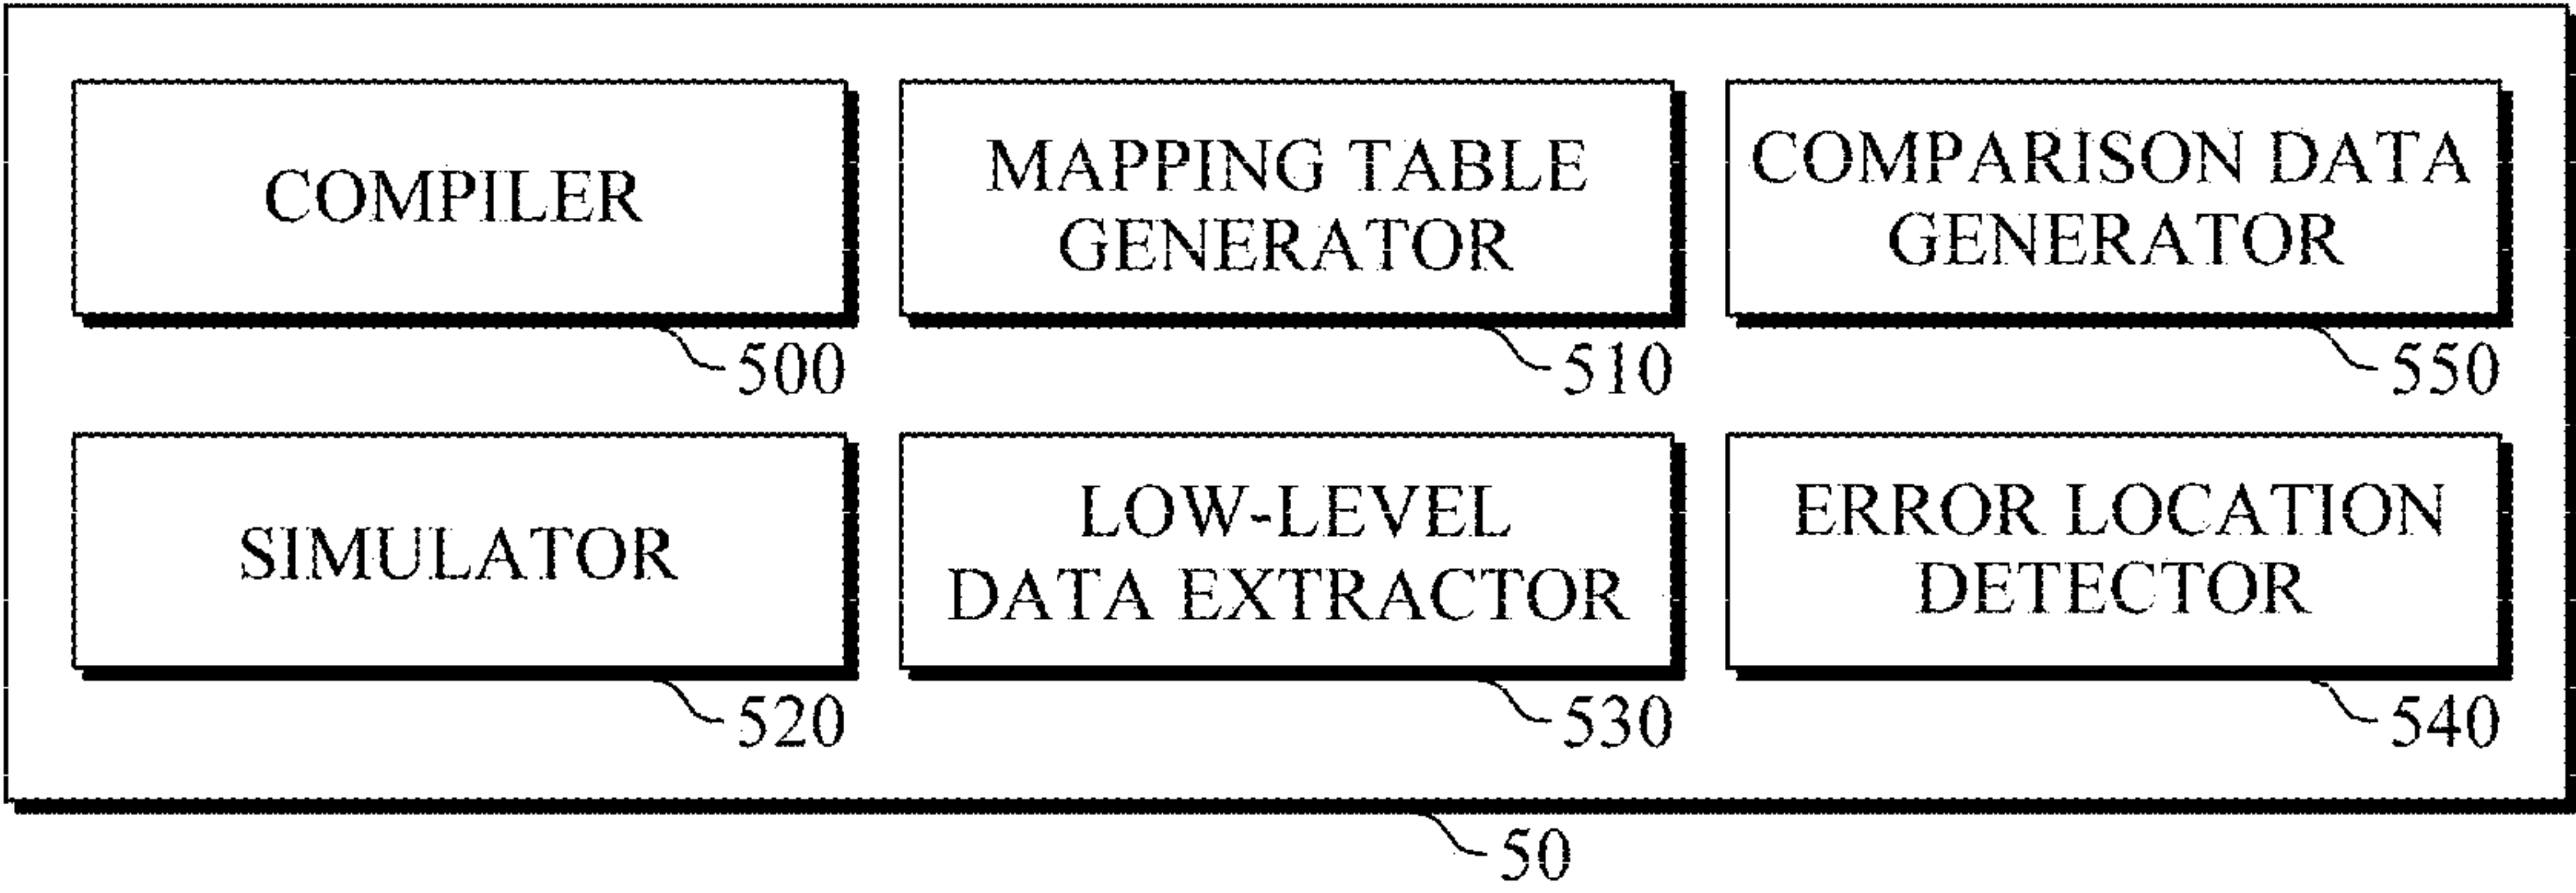 COMPILER
500
MAPPING TABLE
GENERATOR
510
COMPARISON DATA
GENERATOR
550
SIMULATOR
520
LOW-LEVEL
DATA EXTRACTOR
530
ERROR LOCATION
DETECTOR
540
50